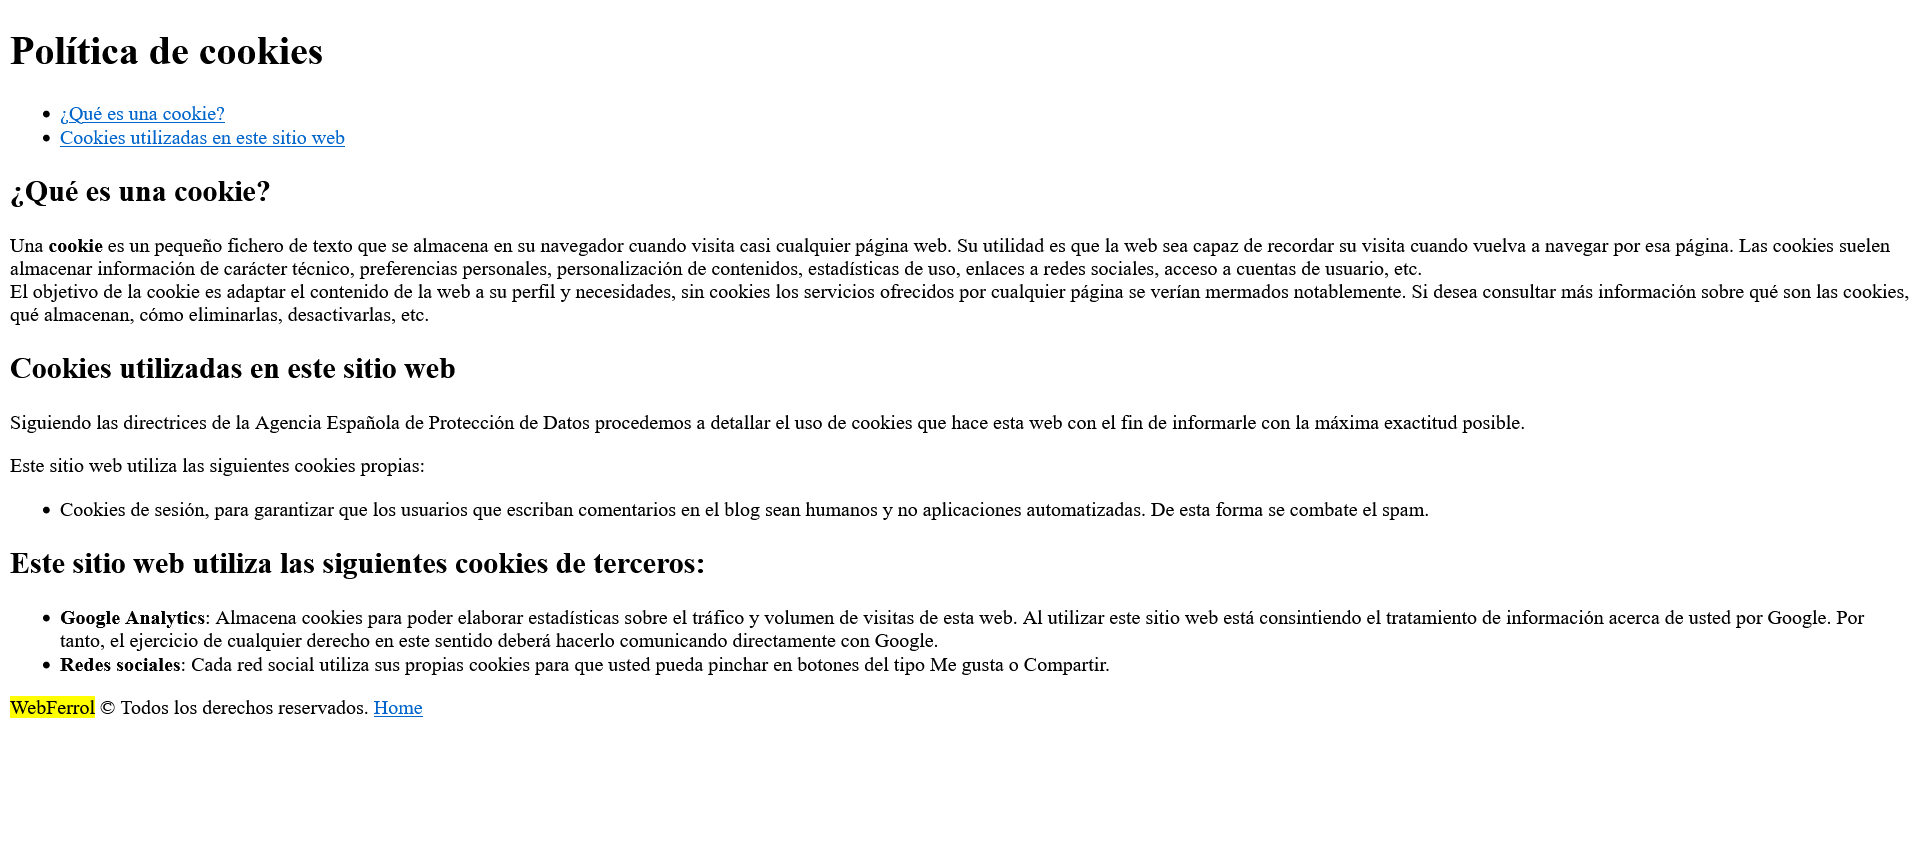 Política de cookies
¿Qué es una cookie?
Cookies utilizadas en este sitio web
¿Qué es una cookie?
Una cookie es un pequeño fichero de texto que se almacena en su navegador cuando visita casi cualquier página web. Su utilidad es que la web sea capaz de recordar su visita cuando vuelva a navegar por esa página. Las cookies suelen
almacenar información de carácter técnico, preferencias personales, personalización de contenidos, estadísticas de uso, enlaces a redes sociales, acceso a cuentas de usuario, etc.
El objetivo de la cookie es adaptar el contenido de la web a su perfil y necesidades, sin cookies los servicios ofrecidos por cualquier página se verían mermados notablemente. Si desea consultar más información sobre qué son las cookies,
qué almacenan, cómo eliminarlas, desactivarlas, etc.
Cookies utilizadas en este sitio web
Siguiendo las directrices de la Agencia Española de Protección de Datos procedemos a detallar el uso de cookies que hace esta web con el fin de informarle con la máxima exactitud posible.
Este sitio web utiliza las siguientes cookies propias:
Cookies de sesión, para garantizar que los usuarios que escriban comentarios en el blog sean humanos y no aplicaciones automatizadas. De esta forma se combate el spam.
Este sitio web utiliza las siguientes cookies de terceros:
Google Analytics: Almacena cookies para poder elaborar estadísticas sobre el tráfico y volumen de visitas de esta web. Al utilizar este sitio web está consintiendo el tratamiento de información acerca de usted por Google. Por
tanto, el ejercicio de cualquier derecho en este sentido deberá hacerlo comunicando directamente con Google.
Redes sociales: Cada red social utiliza sus propias cookies para que usted pueda pinchar en botones del tipo Me gusta o Compartir.
WebFerrol © Todos los derechos reservados. Home